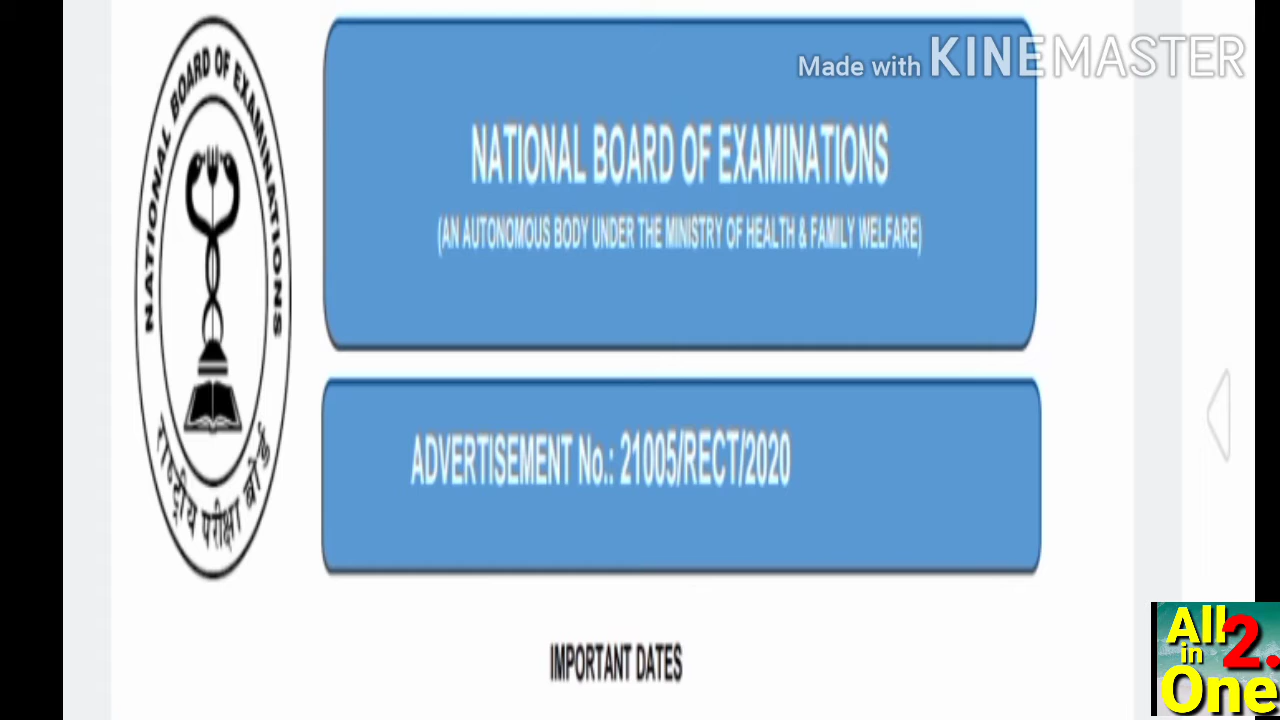 NATIONAL BOARD OF EXAMINATIONS
राष्ट्रीय परीक्षा बोर्ड
Made with KINEMASTER
NATIONAL BOARD OF EXAMINATIONS
(AN AUTONOMOUS BODY UNDER THE MINISTRY OF HEALTH & FAMILY WELFARE)
ADVERTISEMENT No.: 21005/RECT/2020
IMPORTANT DATES
All 2.
in
One